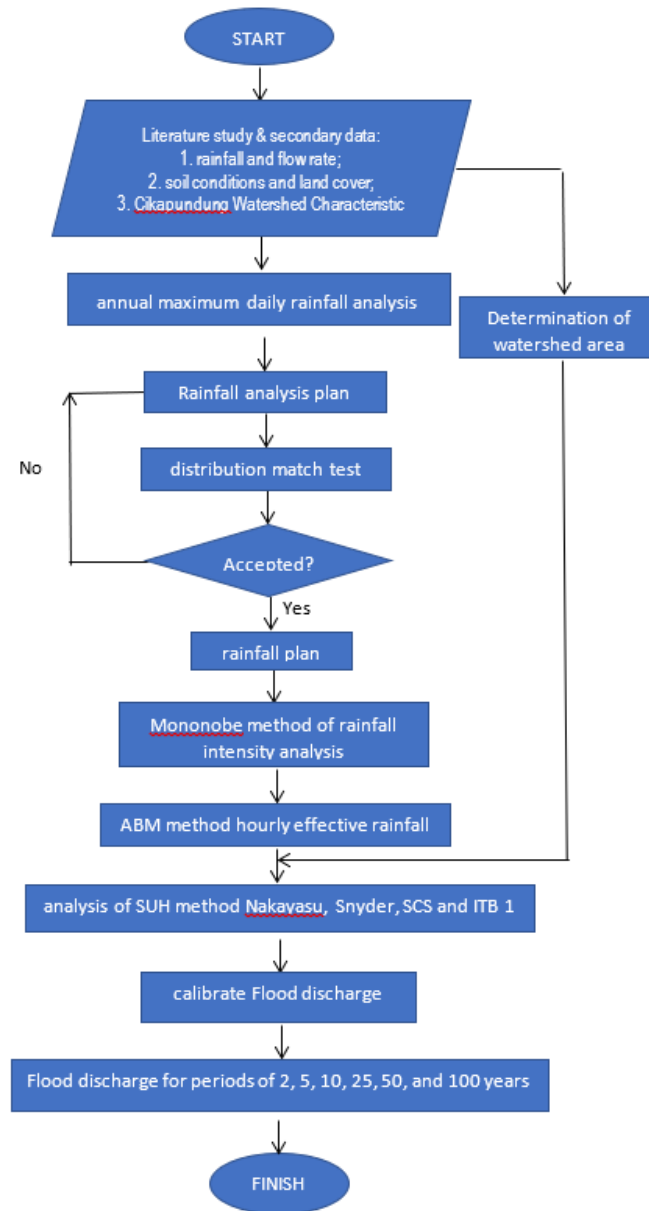 START
Literature study & secondary data:
1. rainfall and flow rate;
2. soil conditions and land cover;
3. Cikapundung Watershed Characteristic
annual maximum daily rainfall analysis
Determination of
watershed area
Rainfall analysis plan
No
distribution match test
Accepted?
Yes
rainfall plan
Mononobe method of rainfall
intensity analysis
ABM method hourly effective rainfall
analysis of SUH method Nakayasu, Snyder, SCS and ITB 1
calibrate Flood discharge
Flood discharge for periods of 2, 5, 10, 25, 50, and 100 years
FINISH